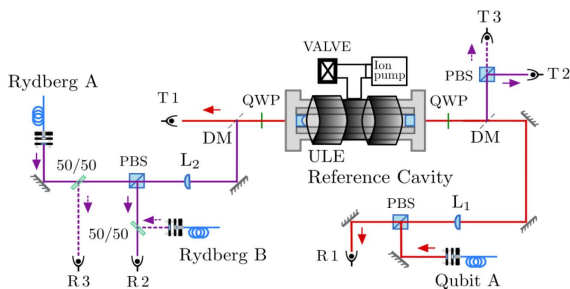 T 3
VALVE
Ion
pump
PBS
T 2
Rydberg A
T 1
QWP
QWP
DM
DM
ULE
Reference Cavity
50/50
PBS
L2
PBS
L1
50/50
Rydberg B
R 1
Qubit A
R 3
R 2